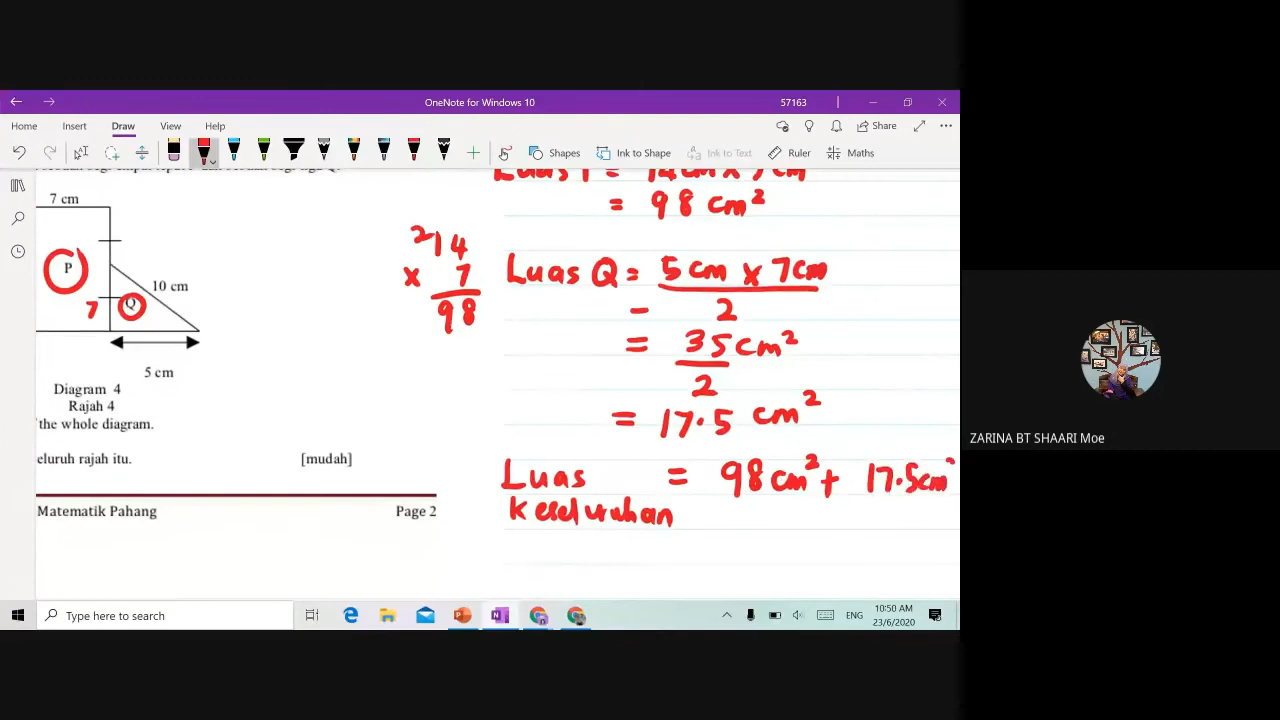 OneNote for Windows 10
57163
Home Insert Draw View Help
Share
Shapes Ink to Shape Ink to Text Ruler Maths
7 cm
P
10 cm
7 Q
5 cm
Diagram 4
Rajah 4
the whole diagram.
eluruh rajah itu. [mudah]
Matematik Pahang Page 2
2
14
x 7
98
= 98 cm²
Luas Q = 5 cm x 7 cm
2
= 35 cm²
2
= 17.5 cm²
Luas = 98 cm² + 17.5 cm²
keseluruhan
ZARINA BT SHAARI Moe
Type here to search
ENG
10:50 AM
23/6/2020